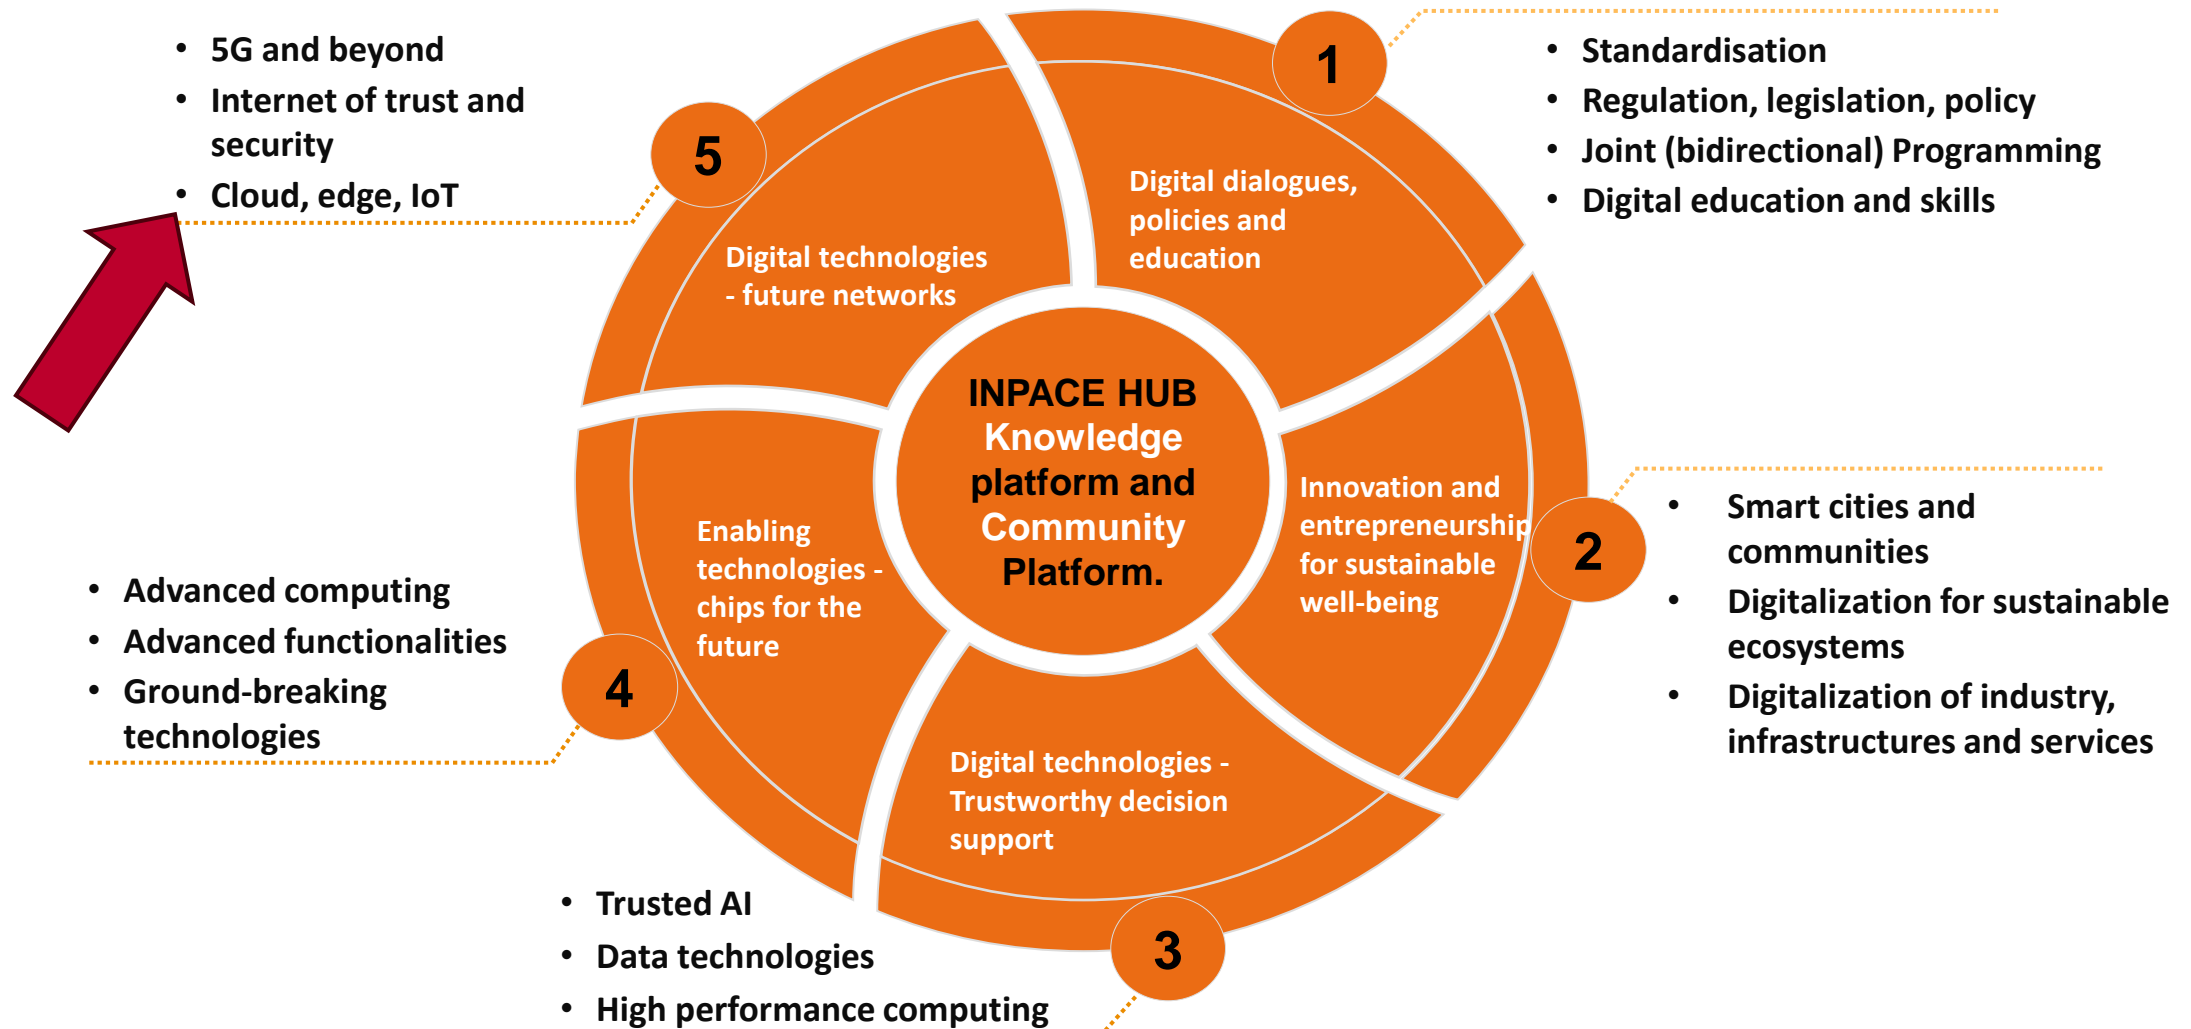 INPACE HUB
Knowledge
platform and
Community
Platform.
1
Digital dialogues,
policies and
education
• Standardisation
• Regulation, legislation, policy
• Joint (bidirectional) Programming
• Digital education and skills
2
Innovation and
entrepreneurship
for sustainable
well-being
• Smart cities and
communities
• Digitalization for sustainable
ecosystems
• Digitalization of industry,
infrastructures and services
3
Digital technologies -
Trustworthy decision
support
• Trusted AI
• Data technologies
• High performance computing
4
Enabling
technologies -
chips for the
future
• Advanced computing
• Advanced functionalities
• Ground-breaking
technologies
5
Digital technologies
- future networks
• 5G and beyond
• Internet of trust and
security
• Cloud, edge, IoT